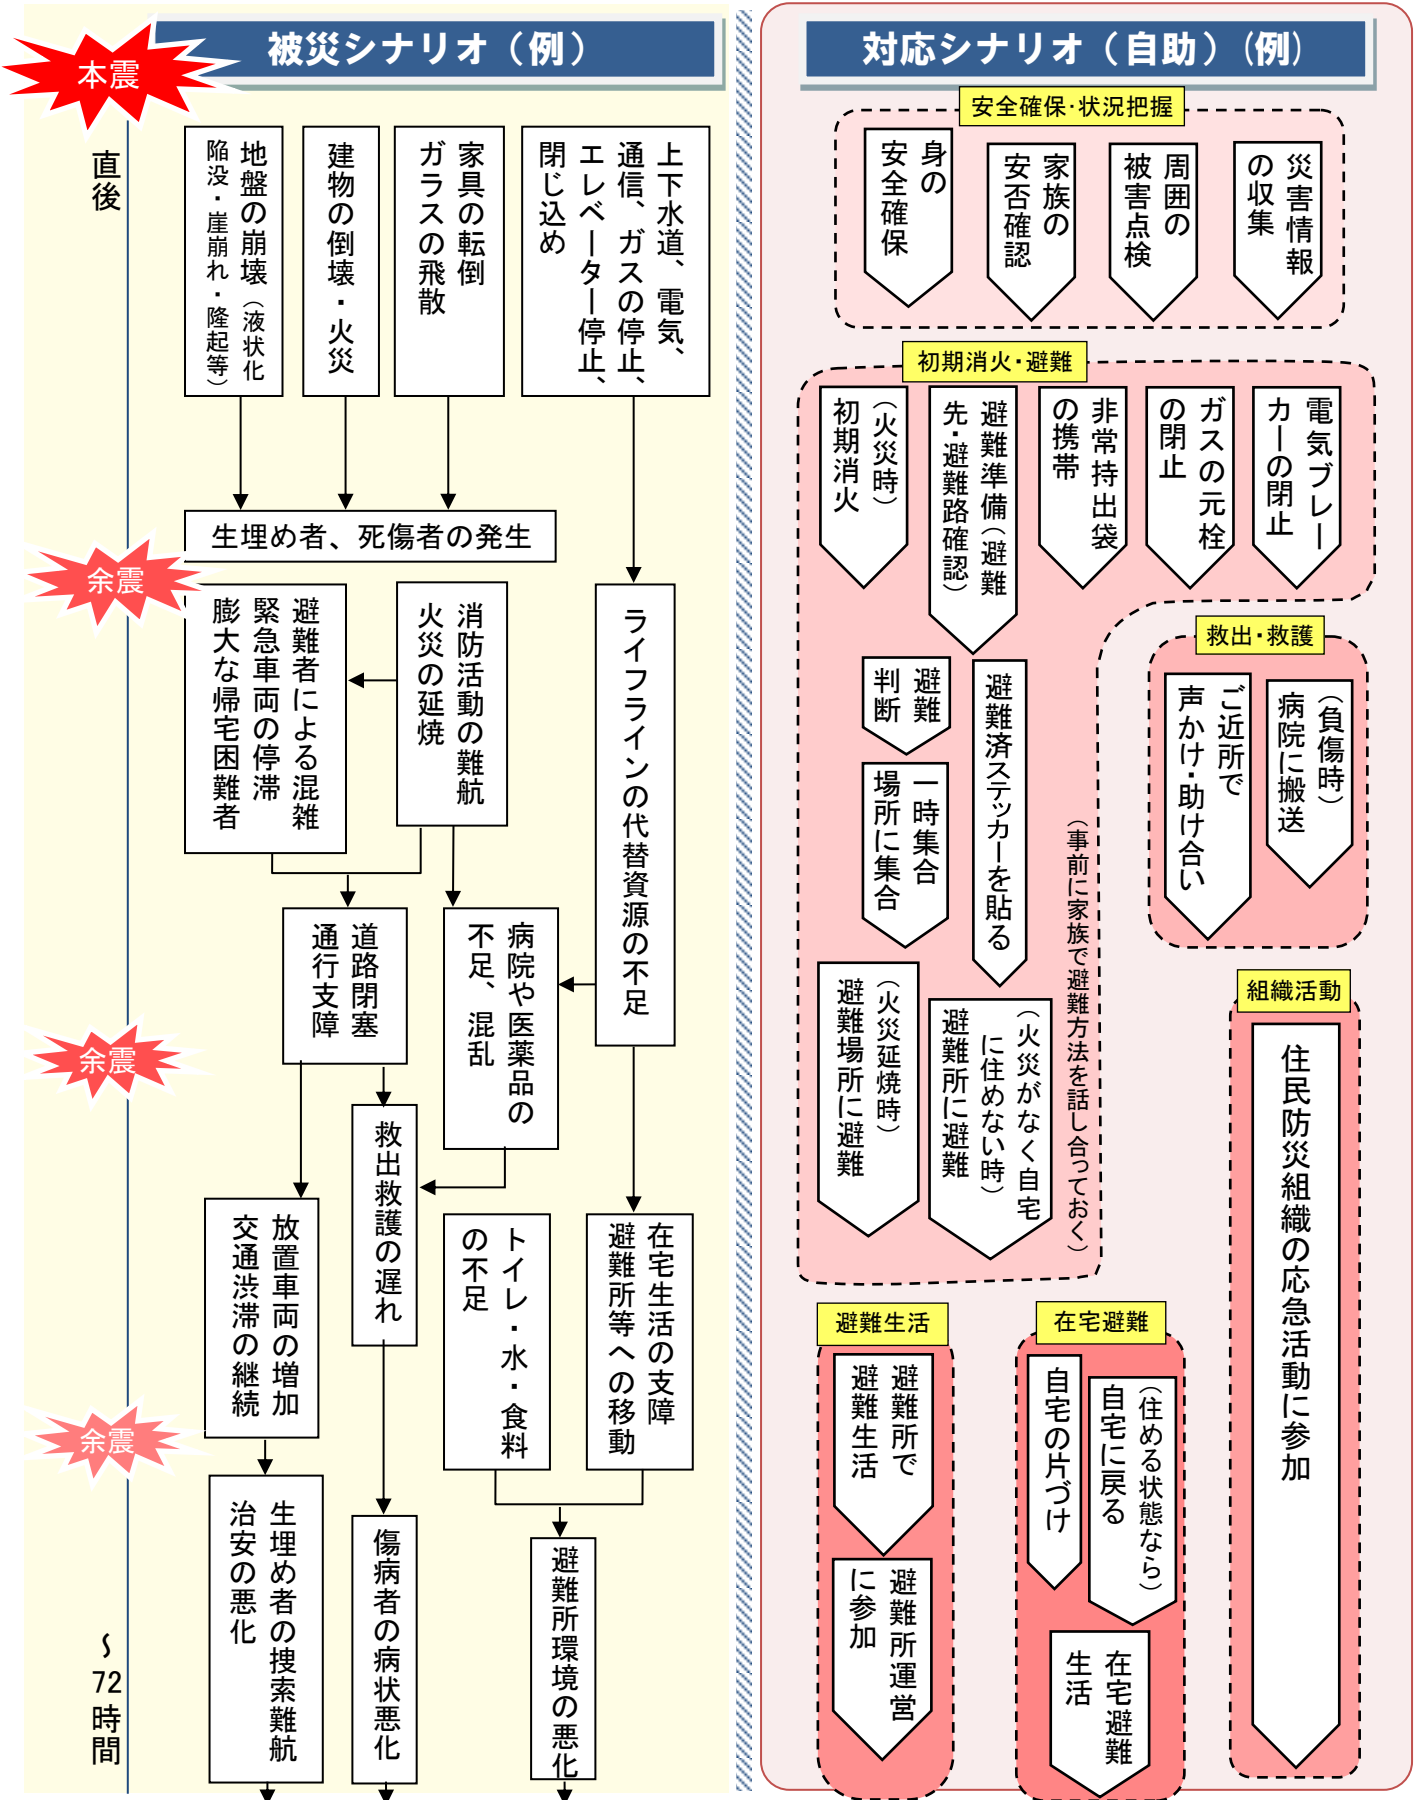 被災シナリオ（例）
本震
直後
上下水道、電気、
通信、ガスの停止、
エレベーター停止、
閉じ込め
家具の転倒
ガラスの飛散
建物の倒壊・火災
地盤の崩壊（液状化
陥没・崖崩れ・隆起等）
生埋め者、死傷者の発生
余震
ライフラインの代替資源の不足
消防活動の難航
火災の延焼
避難者による混雑
緊急車両の停滞
膨大な帰宅困難者
病院や医薬品の
不足、混乱
道路閉塞
通行支障
余震
救出救護の遅れ
在宅生活の支障
避難所等への移動
トイレ・水・食料
の不足
放置車両の増加
交通渋滞の継続
余震
避難所環境の悪化
傷病者の病状悪化
生埋め者の捜索難航
治安の悪化
～72時間
対応シナリオ（自助）（例）
安全確保・状況把握
身の
安全確保
家族の
安否確認
周囲の
被害点検
災害情報
の収集
初期消火・避難
（火災時）
初期消火
避難準備（避難
先・避難路確認）
非常持出袋
の携帯
ガスの元栓
の閉止
電気ブレー
カーの閉止
避難
判断
避難済ステッカーを貼る
一時集合
場所に集合
（火災延焼時）
避難場所に避難
（火災がなく自宅
に住めない時）
避難所に避難
（事前に家族で避難方法を話し合っておく）
救出・救護
ご近所で
声かけ・助け合い
（負傷時）
病院に搬送
組織活動
住民防災組織の応急活動に参加
避難生活
避難所で
避難生活
避難所運営
に参加
在宅避難
自宅の片づけ
（住める状態なら）
自宅に戻る
在宅避難
生活